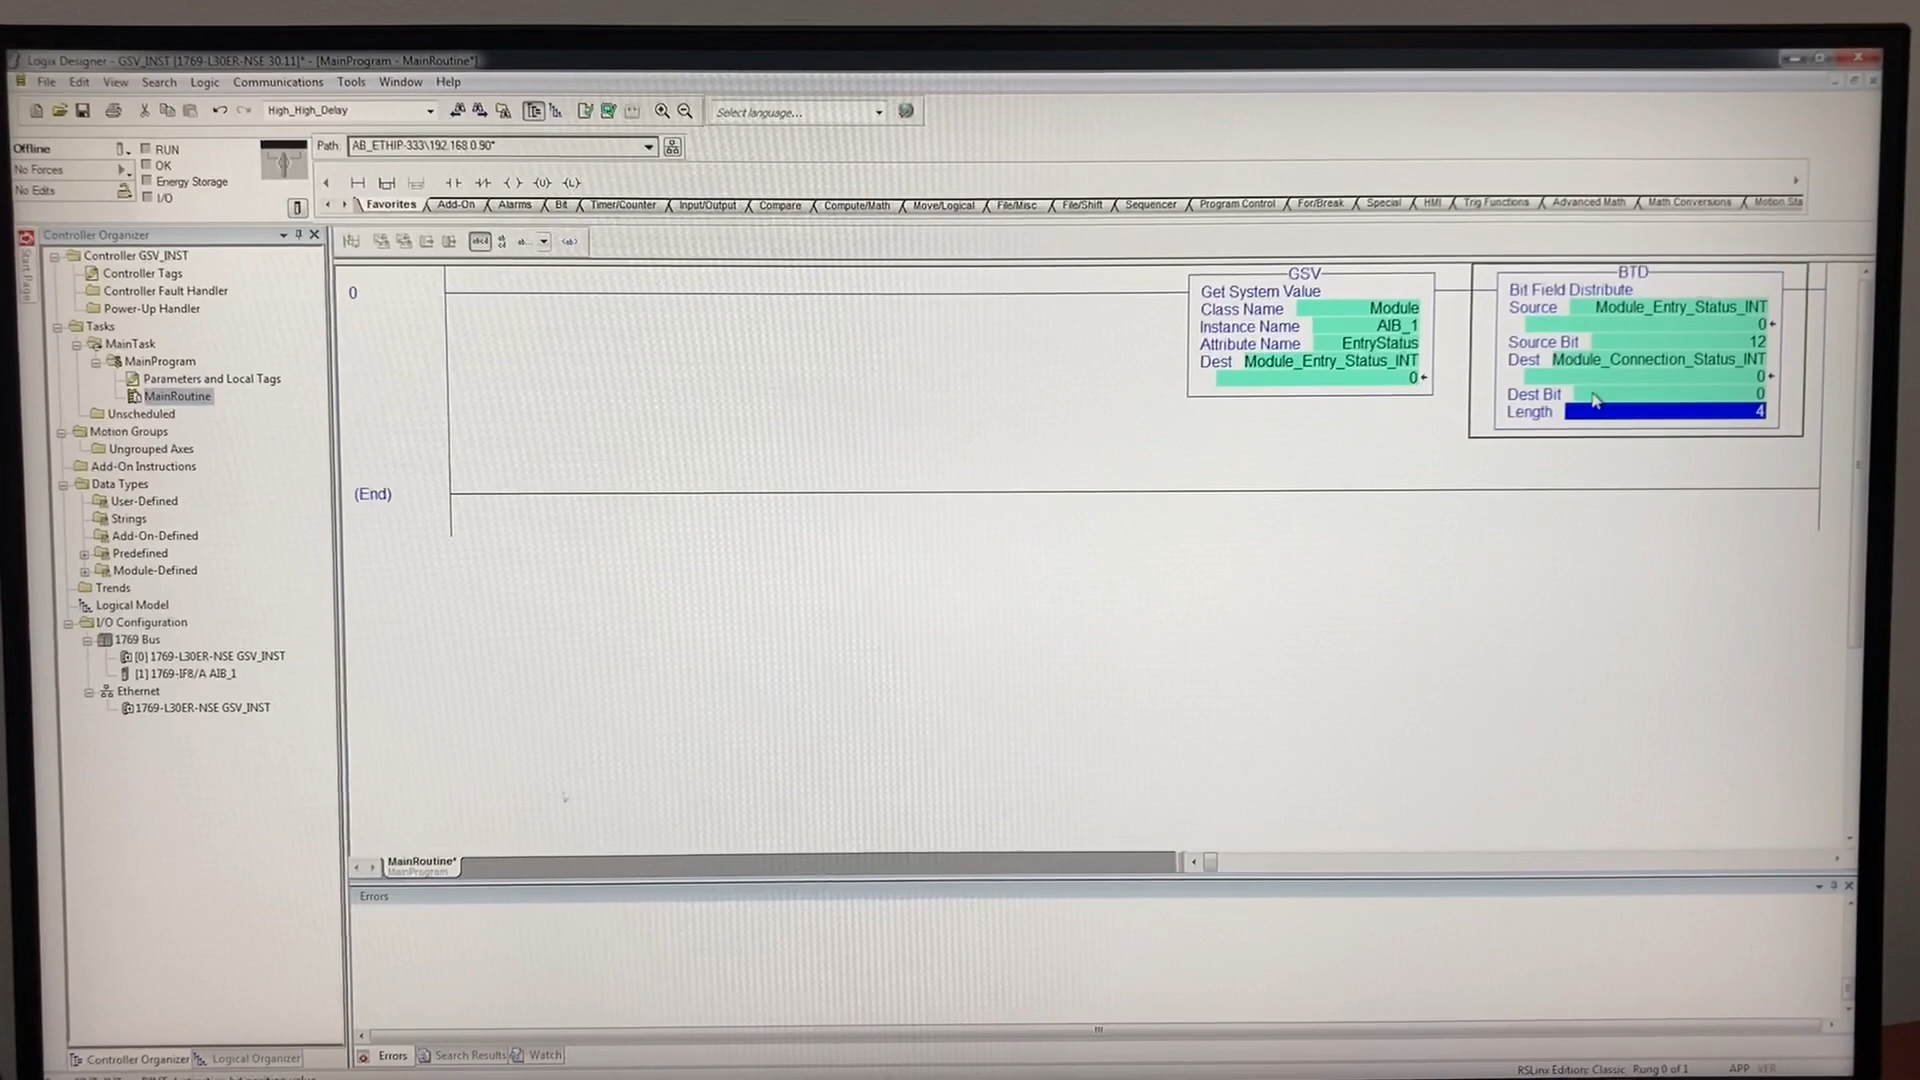 Logix Designer - GSV_INST [1769-L30ER-NSE 30.11]* - [MainProgram - MainRoutine*]
File Edit View Search Logic Communications Tools Window Help
High_High_Delay
Select language...
Offline
RUN
No Forces
OK
No Edits
Energy Storage
I/O
Path: AB_ETHIP-333\192.168.0.90*
Favorites Add-On Alarms Bit Timer/Counter Input/Output Compare Compute/Math Move/Logical File/Misc File/Shift Sequencer Program Control For/Break Special HMI Trig Functions Advanced Math Math Conversions Motion Sta
Start Page
Controller Organizer
Controller GSV_INST
Controller Tags
Controller Fault Handler
Power-Up Handler
Tasks
MainTask
MainProgram
Parameters and Local Tags
MainRoutine
Unscheduled
Motion Groups
Ungrouped Axes
Add-On Instructions
Data Types
User-Defined
Strings
Add-On-Defined
Predefined
Module-Defined
Trends
Logical Model
I/O Configuration
1769 Bus
[0] 1769-L30ER-NSE GSV_INST
[1] 1769-IF8/A AIB_1
Ethernet
1769-L30ER-NSE GSV_INST
Controller Organizer Logical Organizer
0
(End)
GSV
Get System Value
Class Name Module
Instance Name AIB_1
Attribute Name EntryStatus
Dest Module_Entry_Status_INT
0
BTD
Bit Field Distribute
Source Module_Entry_Status_INT
0
Source Bit 12
Dest Module_Connection_Status_INT
0
Dest Bit 0
Length 4
MainRoutine*
MainProgram
Errors
Errors Search Results Watch
RSLinx Edition: Classic Rung 0 of 1 APP VER